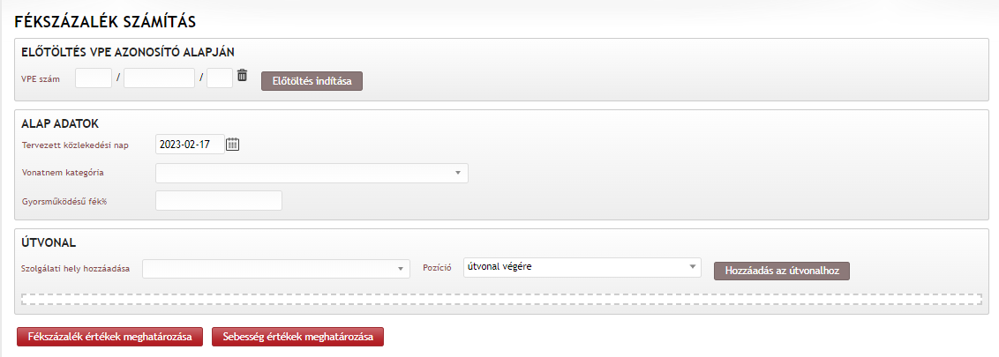 FÉKSZÁZALÉK SZÁMÍTÁS
ELŐTÖLTÉS VPE AZONOSÍTÓ ALAPJÁN
VPE szám / / Előtöltés indítása
ALAP ADATOK
Tervezett közlekedési nap 2023-02-17
Vonatnem kategória
Gyorsműködésű fék%
ÚTVONAL
Szolgálati hely hozzáadása Pozíció útvonal végére Hozzáadás az útvonalhoz
Fékszázalék értékek meghatározása Sebesség értékek meghatározása